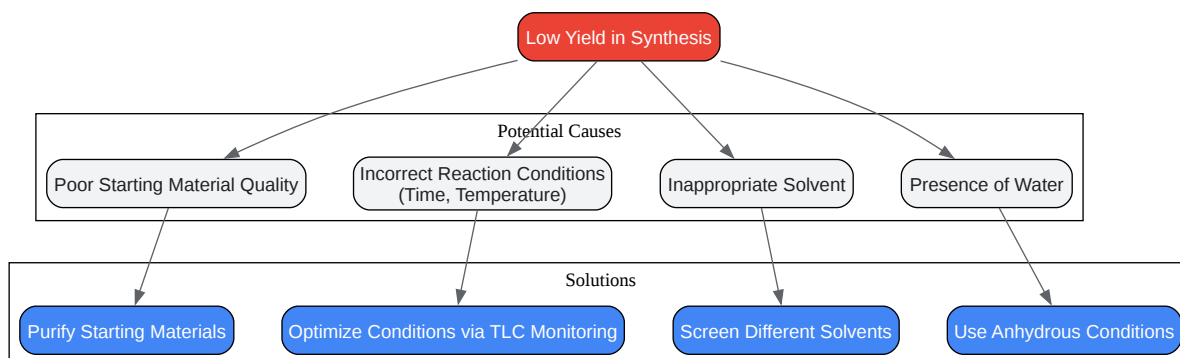 Low Yield in Synthesis
Potential Causes
Poor Starting Material Quality
Incorrect Reaction Conditions
(Time, Temperature)
Inappropriate Solvent
Presence of Water
Solutions
Purify Starting Materials
Optimize Conditions via TLC Monitoring
Screen Different Solvents
Use Anhydrous Conditions